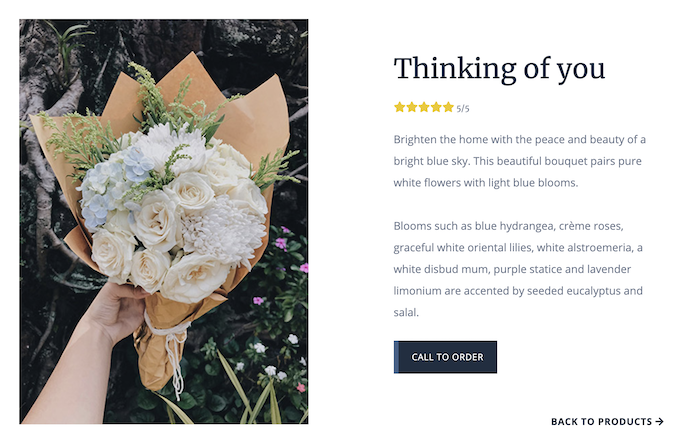 Thinking of you
5/5
Brighten the home with the peace and beauty of a
bright blue sky. This beautiful bouquet pairs pure
white flowers with light blue blooms.
Blooms such as blue hydrangea, crème roses,
graceful white oriental lilies, white alstroemeria, a
white disbud mum, purple statice and lavender
limonium are accented by seeded eucalyptus and
salal.
CALL TO ORDER
BACK TO PRODUCTS →